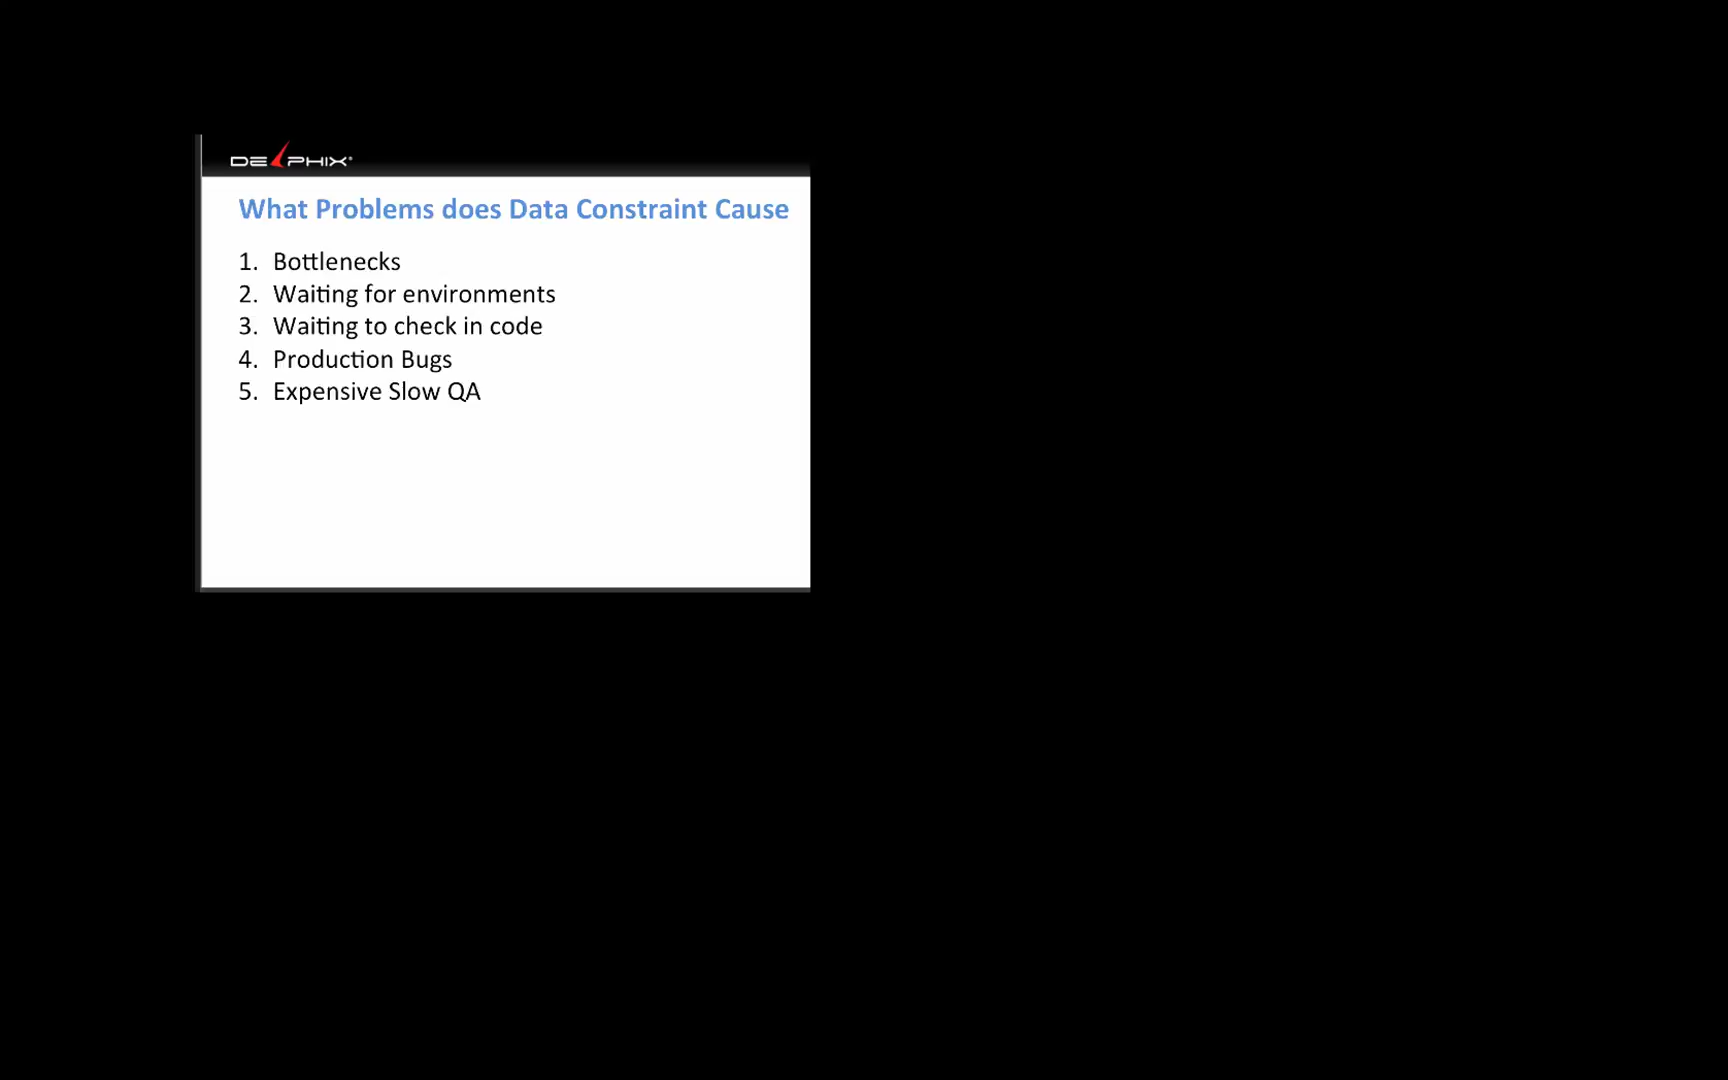 DELPHIX®
What Problems does Data Constraint Cause
1. Bottlenecks
2. Waiting for environments
3. Waiting to check in code
4. Production Bugs
5. Expensive Slow QA